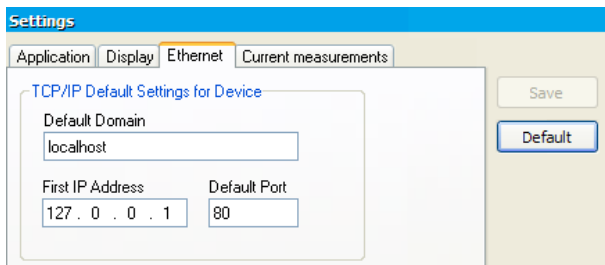 Settings
Application Display Ethernet Current measurements
TCP/IP Default Settings for Device
Save
Default Domain
Default
localhost
First IP Address Default Port
127 . 0 . 0 . 1 80